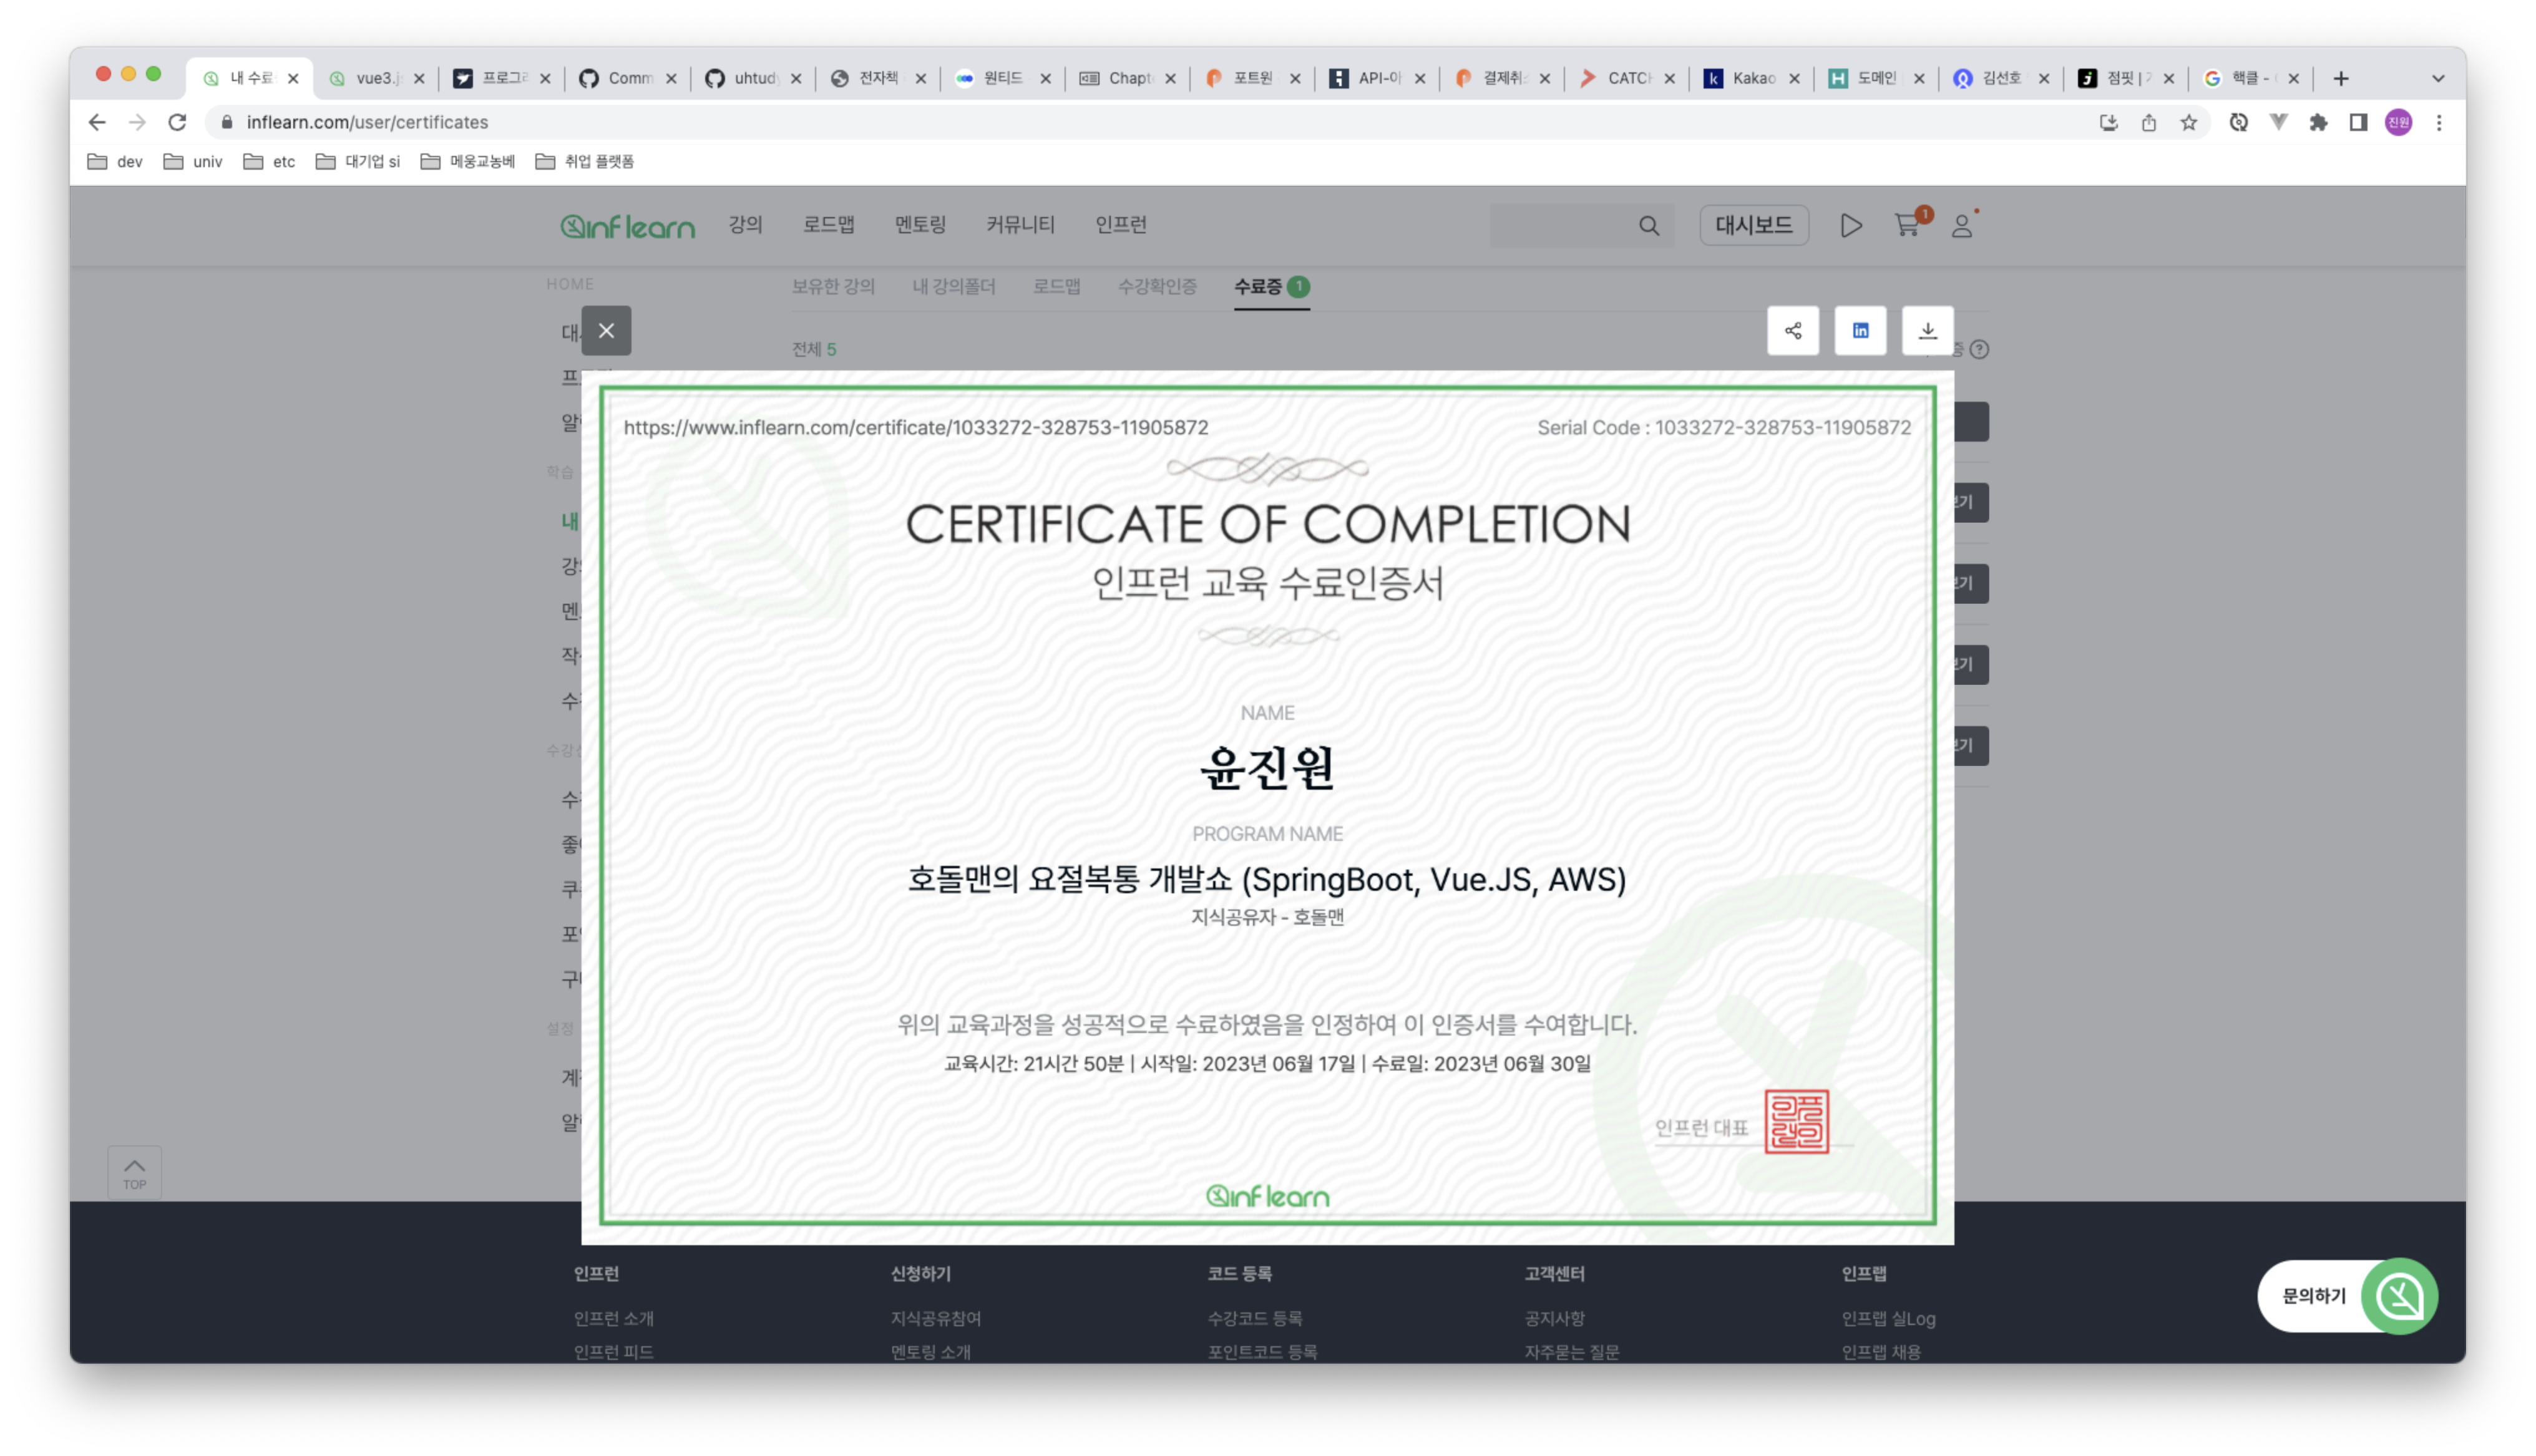 내 수료
vue3.j
프로그래
Comm
uhtud
전자책
원티드
Chapt
포트원
API-아
결제취소
CATCH
Kakao
도메인
김선호
점핏 |
핵클 -
inflearn.com/user/certificates
진원
dev
univ
etc
대기업 si
메웅교농베
취업 플랫폼
inflearn
강의
로드맵
멘토링
커뮤니티
인프런
대시보드
1
HOME
보유한 강의
내 강의폴더
로드맵
수강확인증
수료증 1
전체 5
학습
내
설정
https://www.inflearn.com/certificate/1033272-328753-11905872
Serial Code : 1033272-328753-11905872
CERTIFICATE OF COMPLETION
인프런 교육 수료인증서
NAME
윤진원
PROGRAM NAME
호돌맨의 요절복통 개발쇼 (SpringBoot, Vue.JS, AWS)
지식공유자 - 호돌맨
위의 교육과정을 성공적으로 수료하였음을 인정하여 이 인증서를 수여합니다.
교육시간: 21시간 50분 | 시작일: 2023년 06월 17일 | 수료일: 2023년 06월 30일
인프런 대표
inflearn
TOP
인프런
신청하기
코드 등록
고객센터
인프랩
인프런 소개
지식공유참여
수강코드 등록
공지사항
인프랩 실Log
인프런 피드
멘토링 소개
포인트코드 등록
자주묻는 질문
인프랩 채용
문의하기